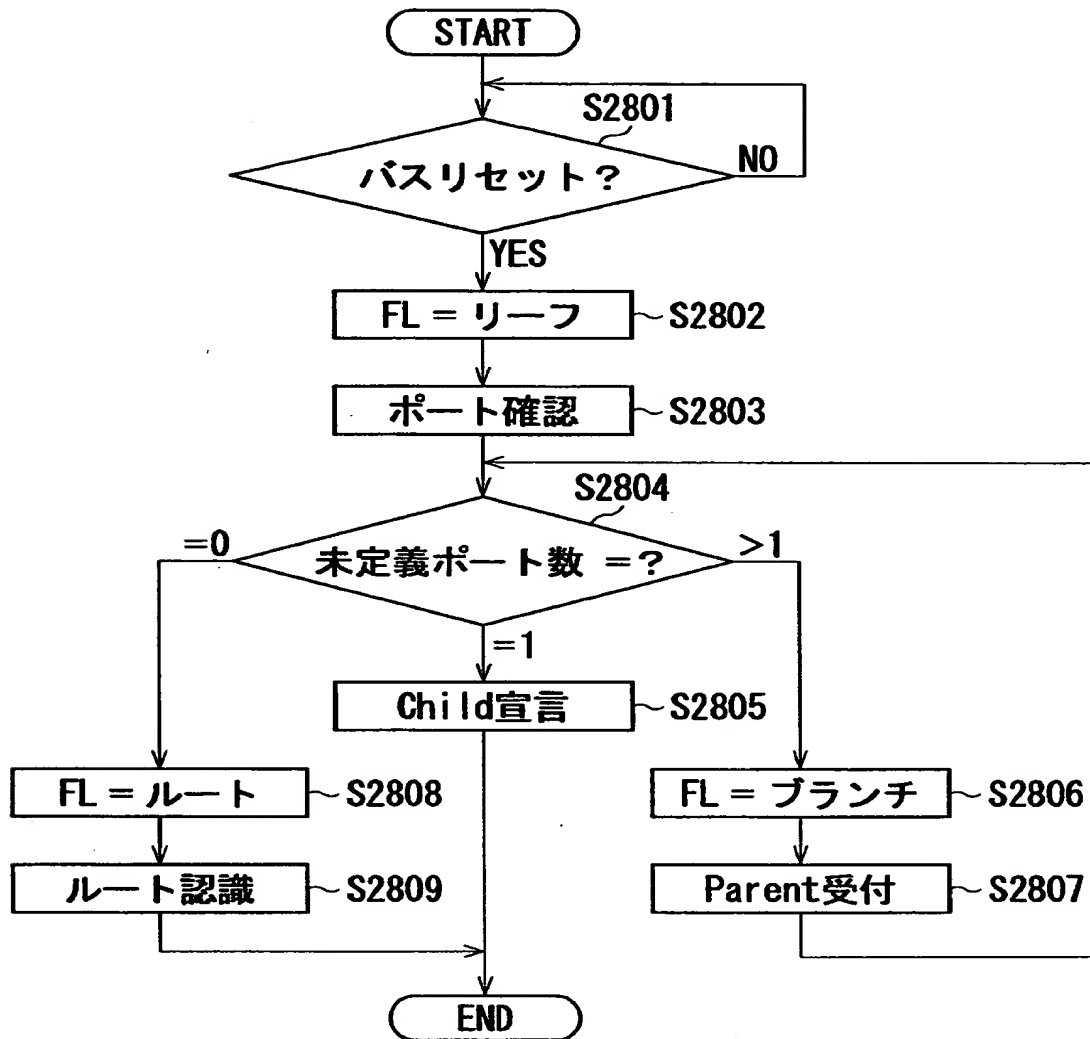 START
S2801
バスリセット？
NO
YES
FL = リーフ
S2802
ポート確認
S2803
S2804
=0
未定義ポート数 =？
>1
=1
Child宣言
S2805
FL = ルート
S2808
FL = ブランチ
S2806
ルート認識
S2809
Parent受付
S2807
END